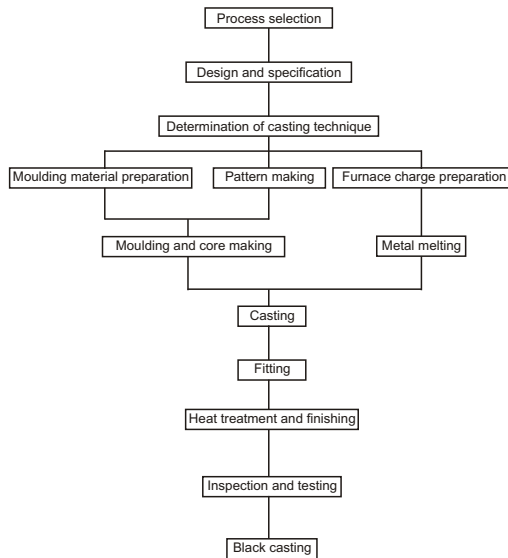 Process selection
Design and specification
Determination of casting technique
Moulding material preparation
Pattern making
Furnace charge preparation
Moulding and core making
Metal melting
Casting
Fitting
Heat treatment and finishing
Inspection and testing
Black casting